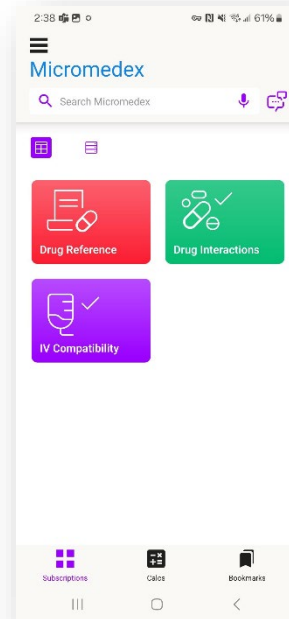 2:38
61%
Micromedex
Search Micromedex
Drug Reference
Drug Interactions
IV Compatibility
Subscriptions
Calcs
Bookmarks